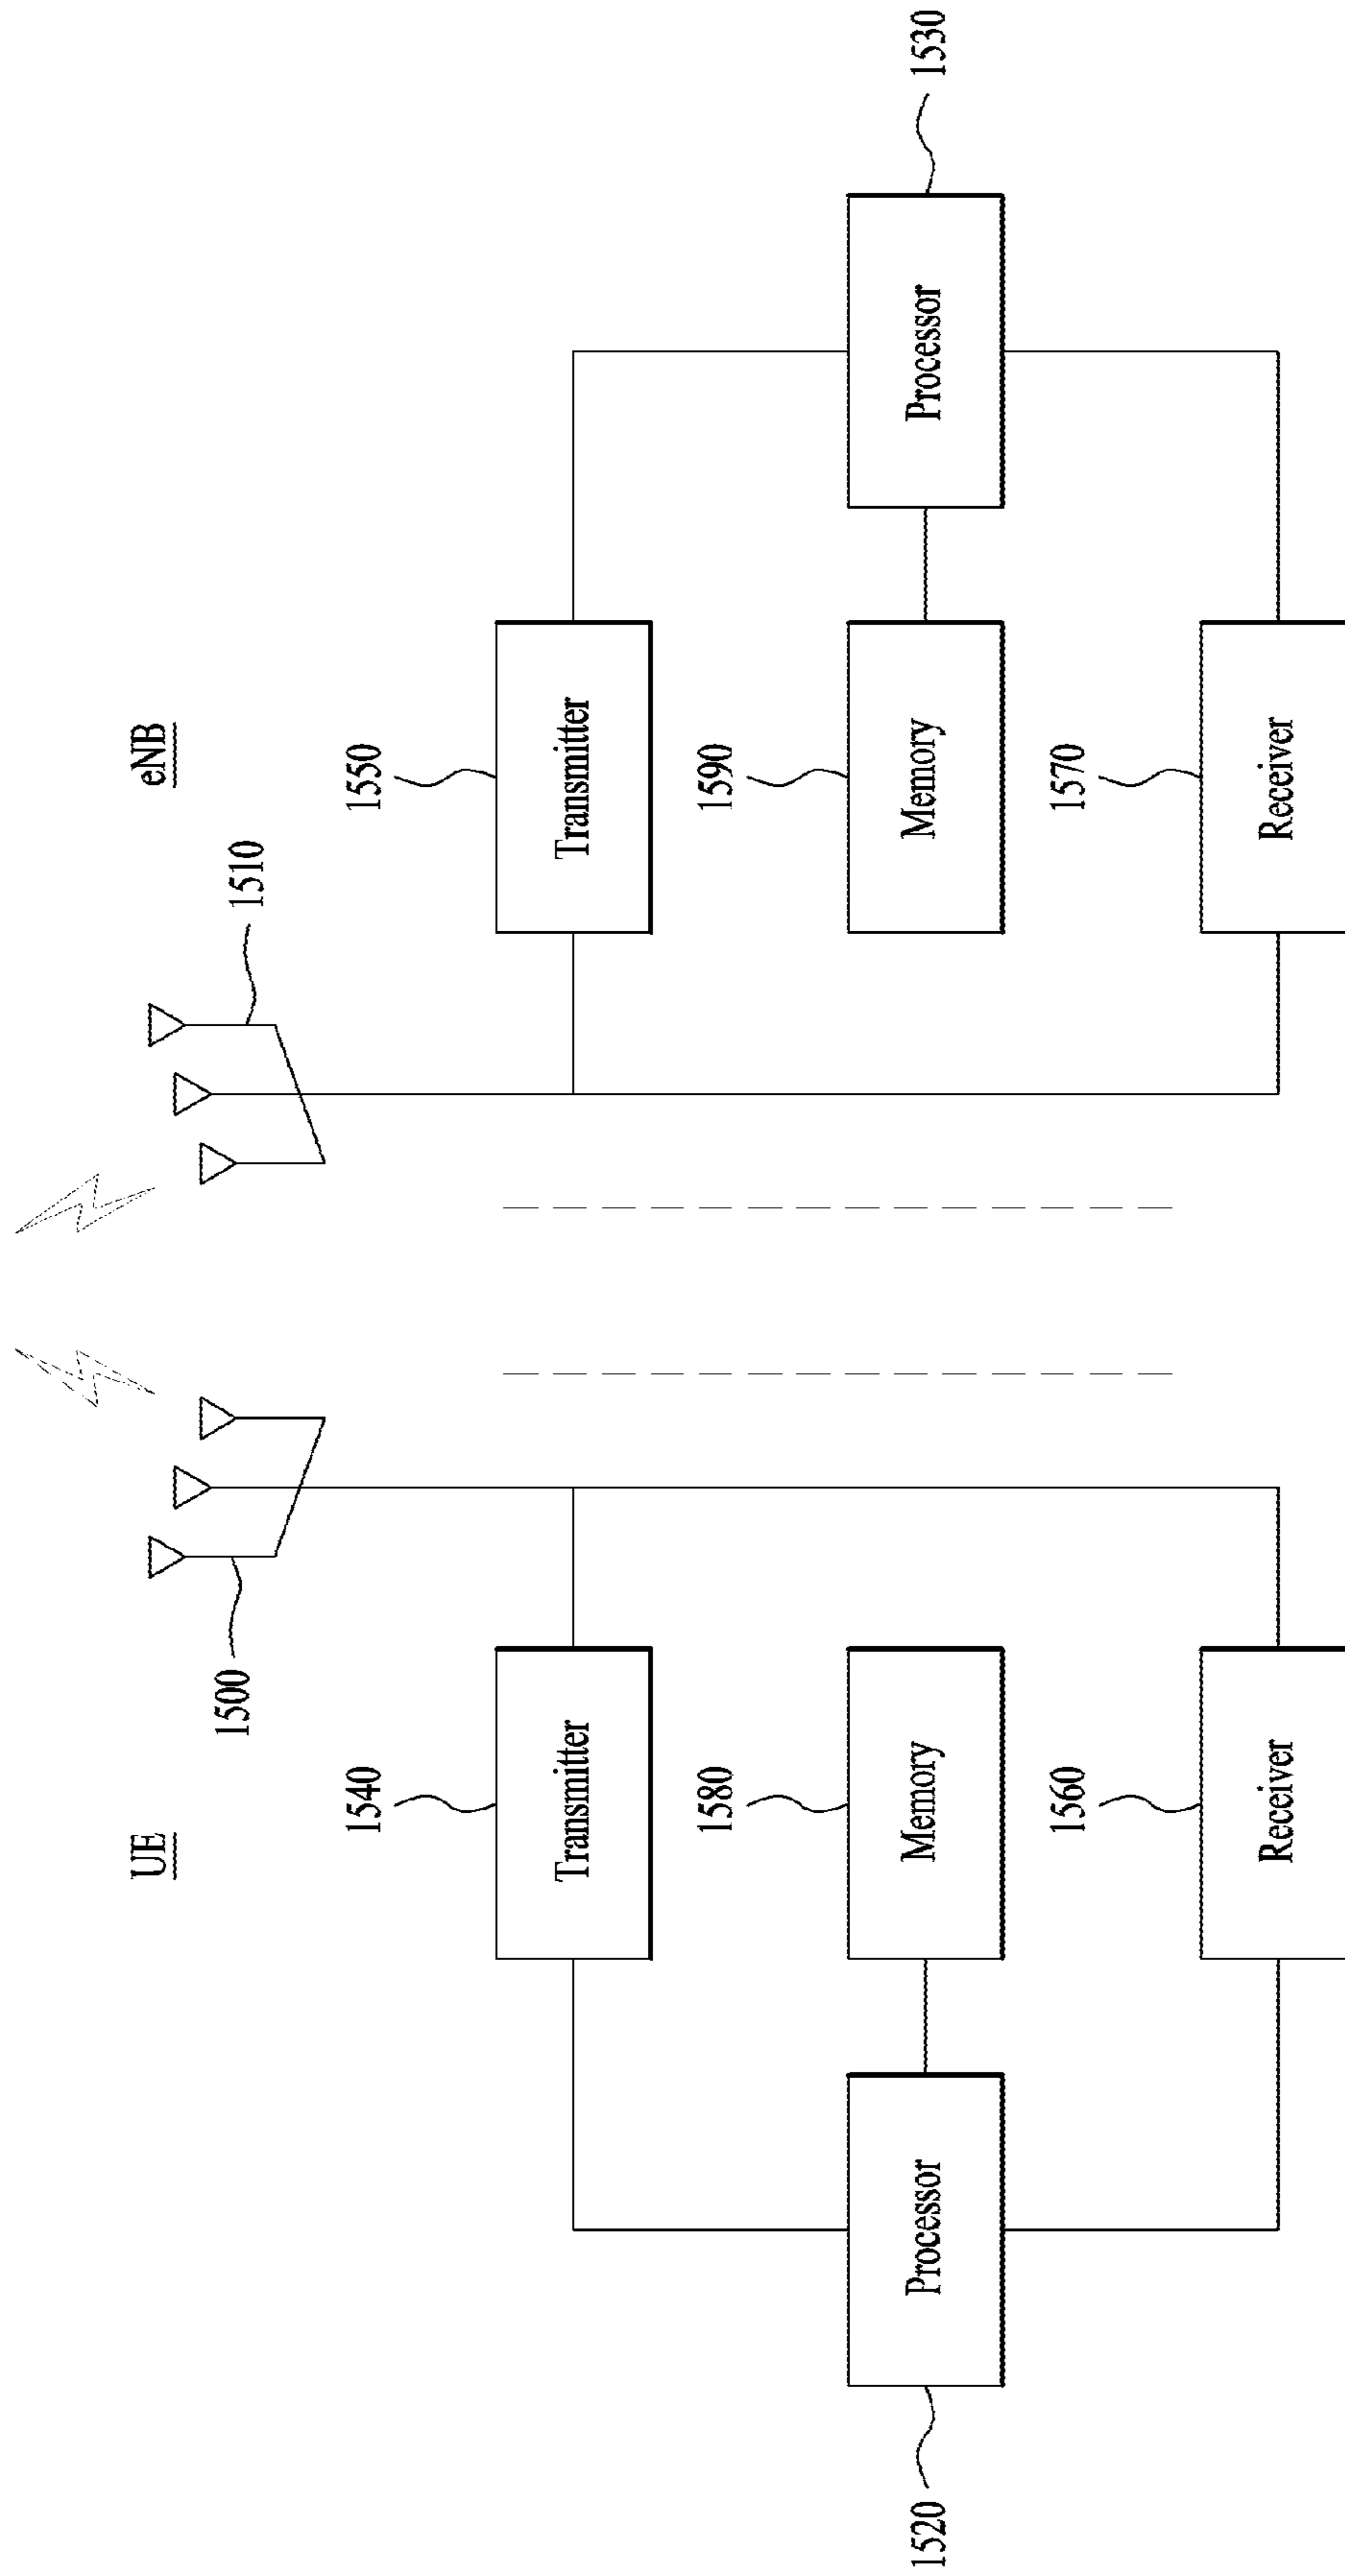 UE
eNB
1500
1510
1540
1550
Transmitter
Transmitter
1520
1580
1590
1530
Processor
Memory
Memory
Processor
1560
1570
Receiver
Receiver